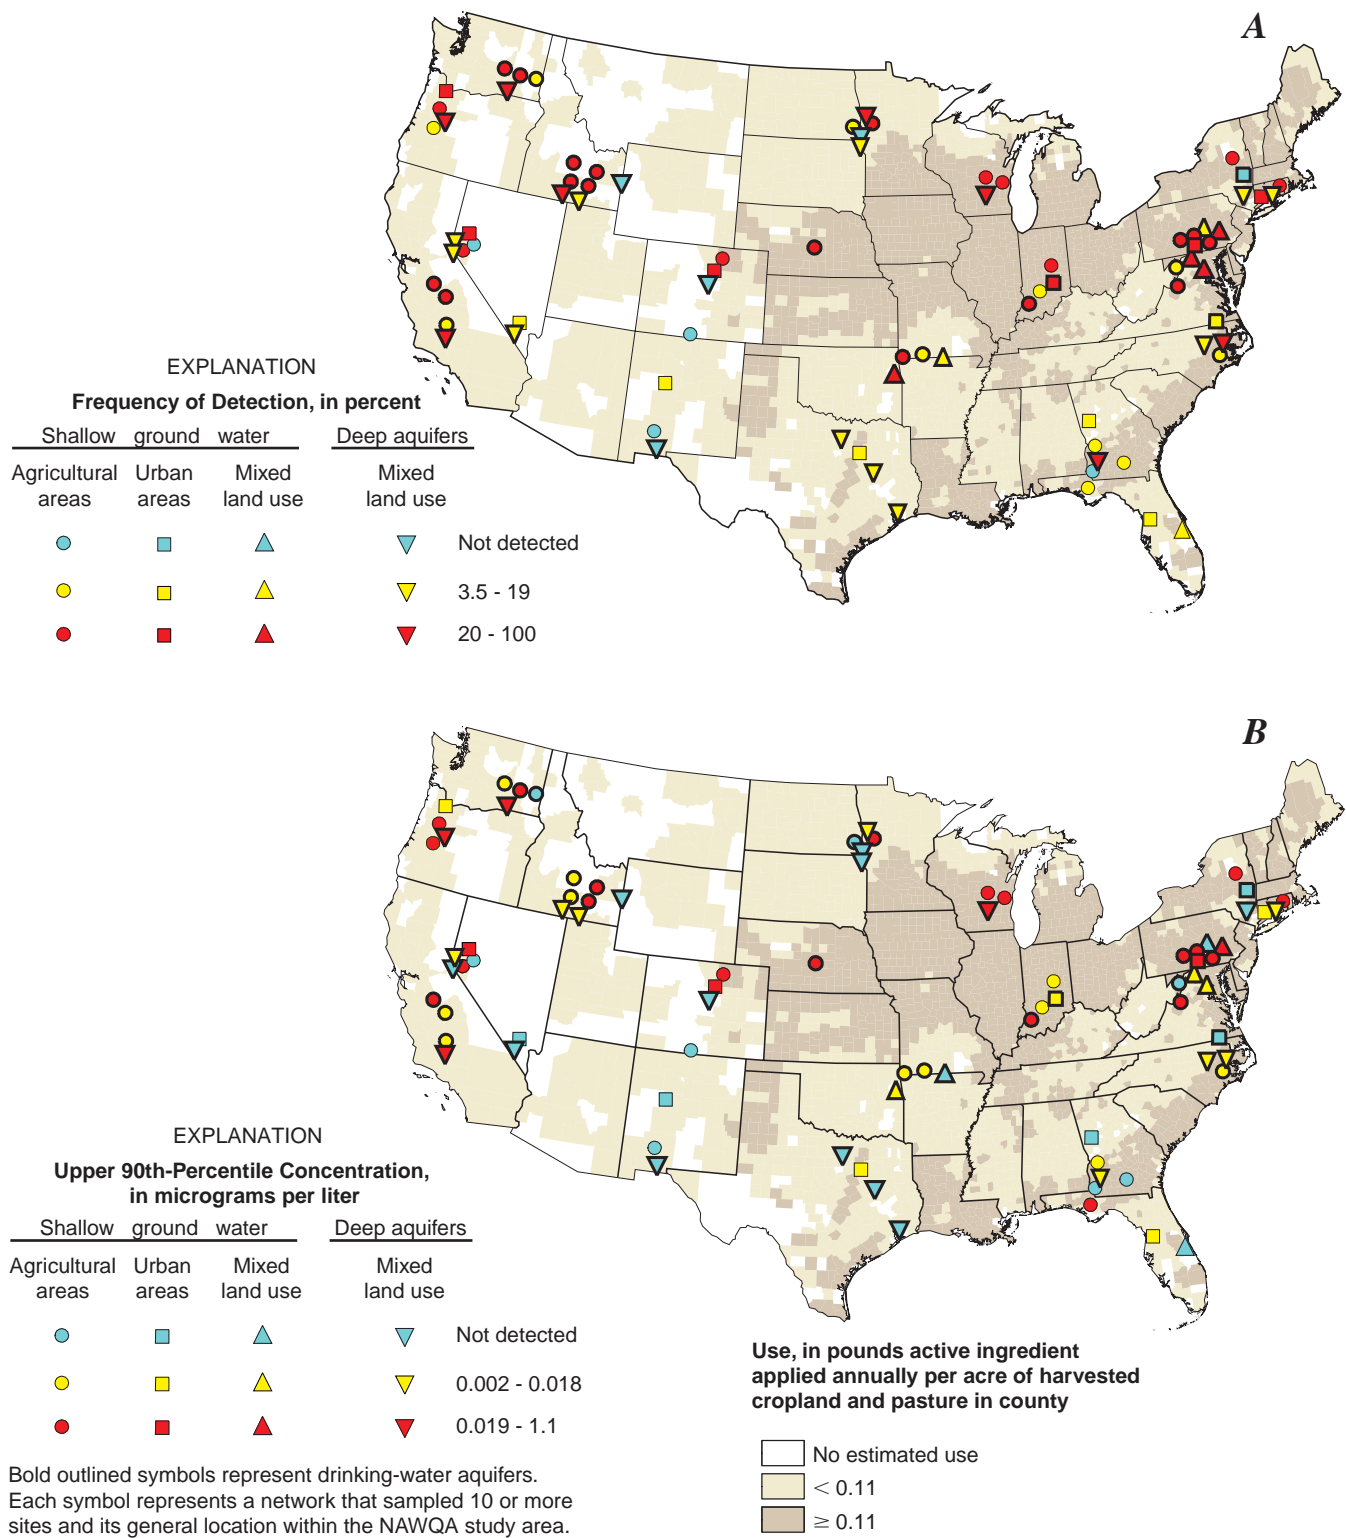 A
EXPLANATION
Frequency of Detection, in percent
Shallow ground water Deep aquifers
Agricultural Urban Mixed Mixed
areas areas land use land use
Not detected
3.5 - 19
20 - 100
B
EXPLANATION
Upper 90th-Percentile Concentration,
in micrograms per liter
Shallow ground water Deep aquifers
Agricultural Urban Mixed Mixed
areas areas land use land use
Not detected
0.002 - 0.018
0.019 - 1.1
Bold outlined symbols represent drinking-water aquifers.
Each symbol represents a network that sampled 10 or more
sites and its general location within the NAWQA study area.
Use, in pounds active ingredient
applied annually per acre of harvested
cropland and pasture in county
No estimated use
< 0.11
≥ 0.11